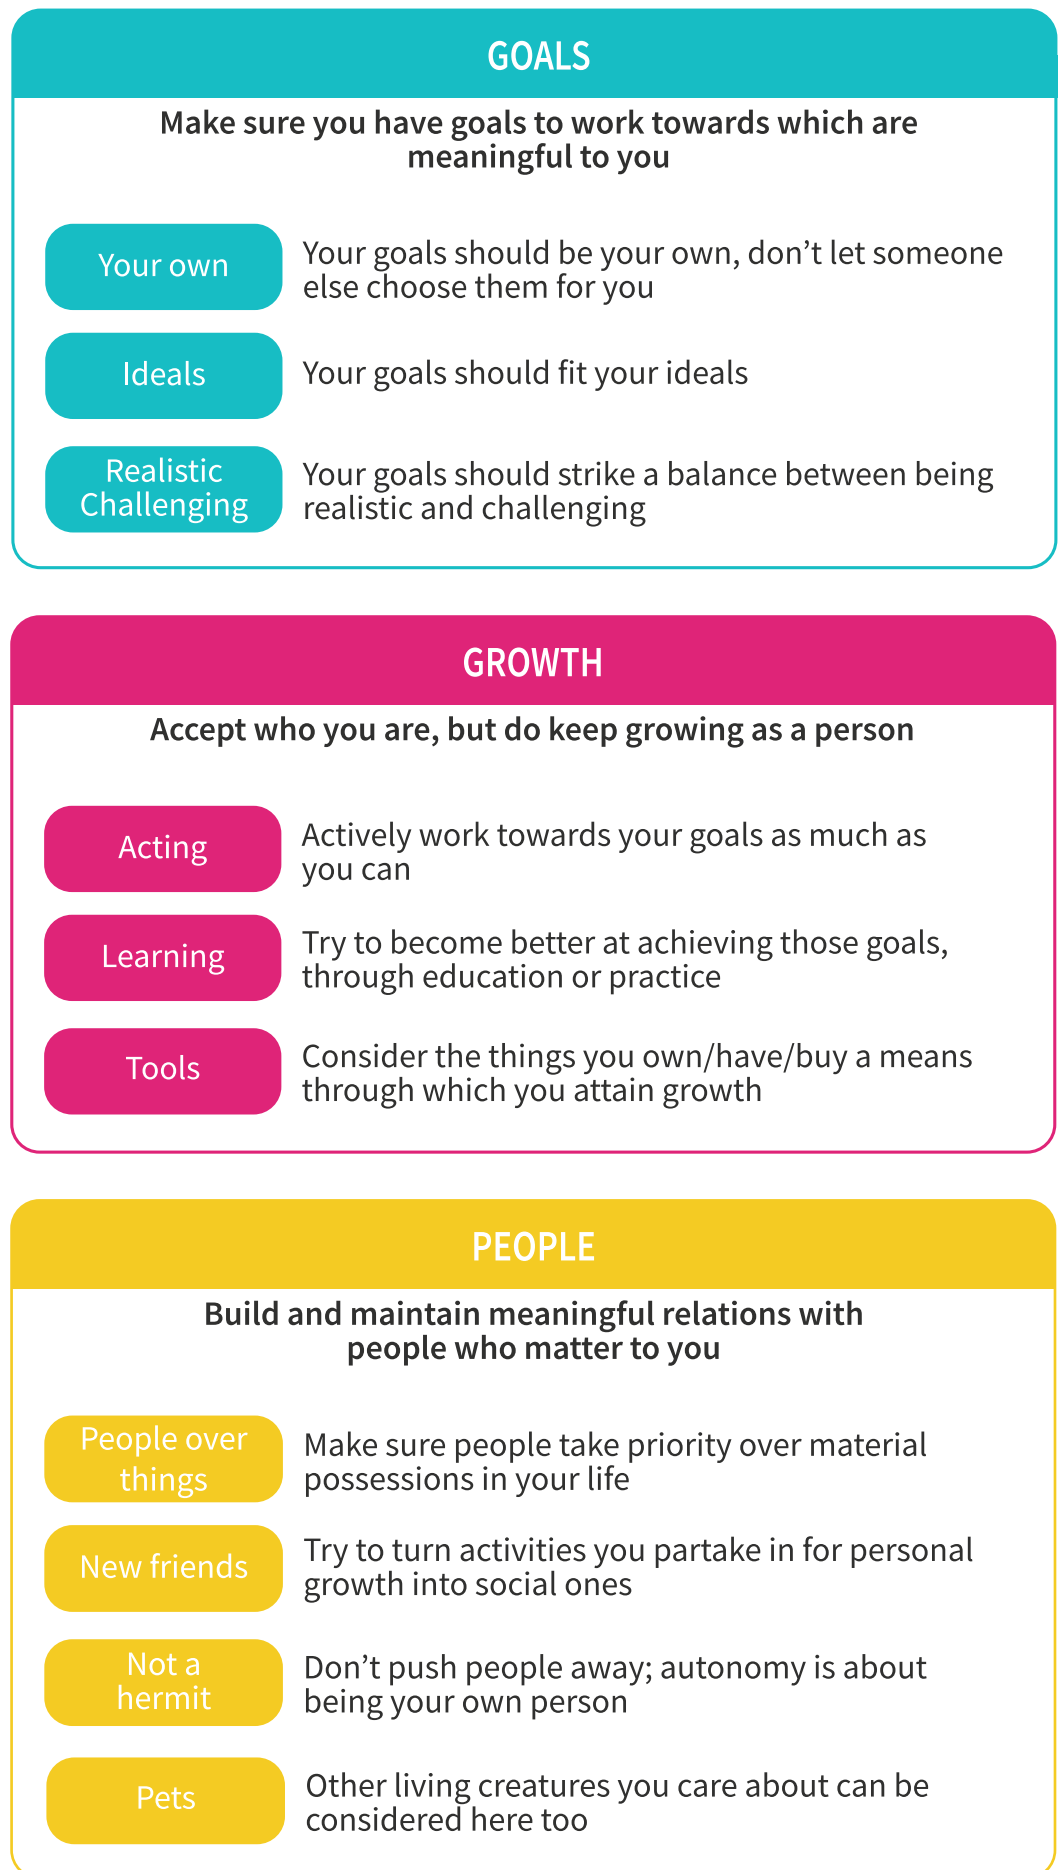 GOALS
Make sure you have goals to work towards which are
meaningful to you
Your own
Your goals should be your own, don’t let someone
else choose them for you
Ideals
Your goals should fit your ideals
Realistic
Challenging
Your goals should strike a balance between being
realistic and challenging
GROWTH
Accept who you are, but do keep growing as a person
Acting
Actively work towards your goals as much as
you can
Learning
Try to become better at achieving those goals,
through education or practice
Tools
Consider the things you own/have/buy a means
through which you attain growth
PEOPLE
Build and maintain meaningful relations with
people who matter to you
People over
things
Make sure people take priority over material
possessions in your life
New friends
Try to turn activities you partake in for personal
growth into social ones
Not a
hermit
Don’t push people away; autonomy is about
being your own person
Pets
Other living creatures you care about can be
considered here too